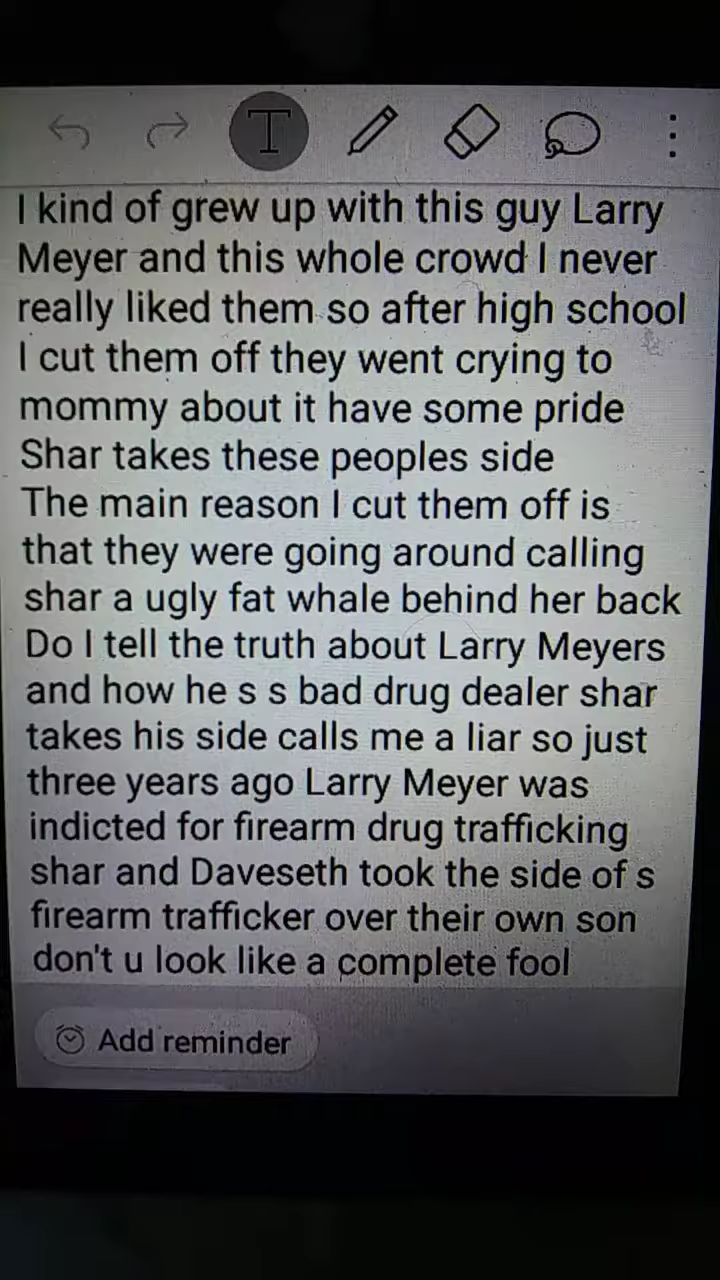 I kind of grew up with this guy Larry
Meyer and this whole crowd I never
really liked them so after high school
I cut them off they went crying to
mommy about it have some pride
Shar takes these peoples side
The main reason I cut them off is
that they were going around calling
shar a ugly fat whale behind her back
Do I tell the truth about Larry Meyers
and how he s s bad drug dealer shar
takes his side calls me a liar so just
three years ago Larry Meyer was
indicted for firearm drug trafficking
shar and Daveseth took the side of s
firearm trafficker over their own son
don't u look like a complete fool
Add reminder